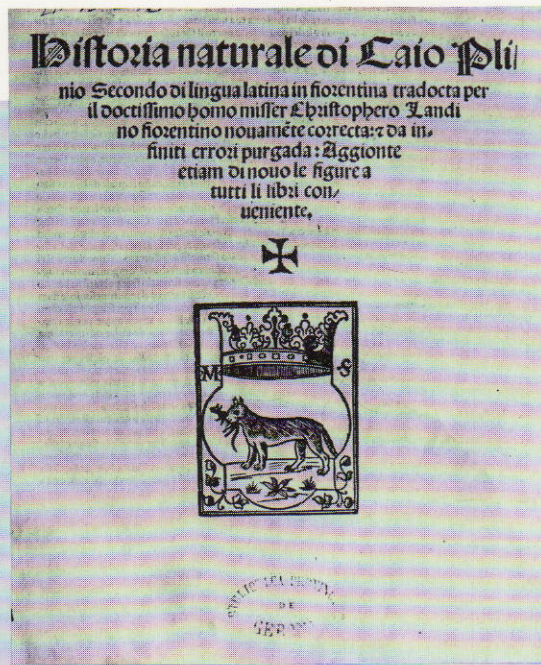 Historia naturale di Caio Pli/
nio Secondo di lingua latina in fiorentina tradocta per
il doctissimo homo misser Christophero Landi
no fiorentino nouamēte correcta: ⁊ da in-
finiti errori purgada: Aggionte
etiam di nouo le figure a
tutti li libri con/
ueniente.
M S
DE